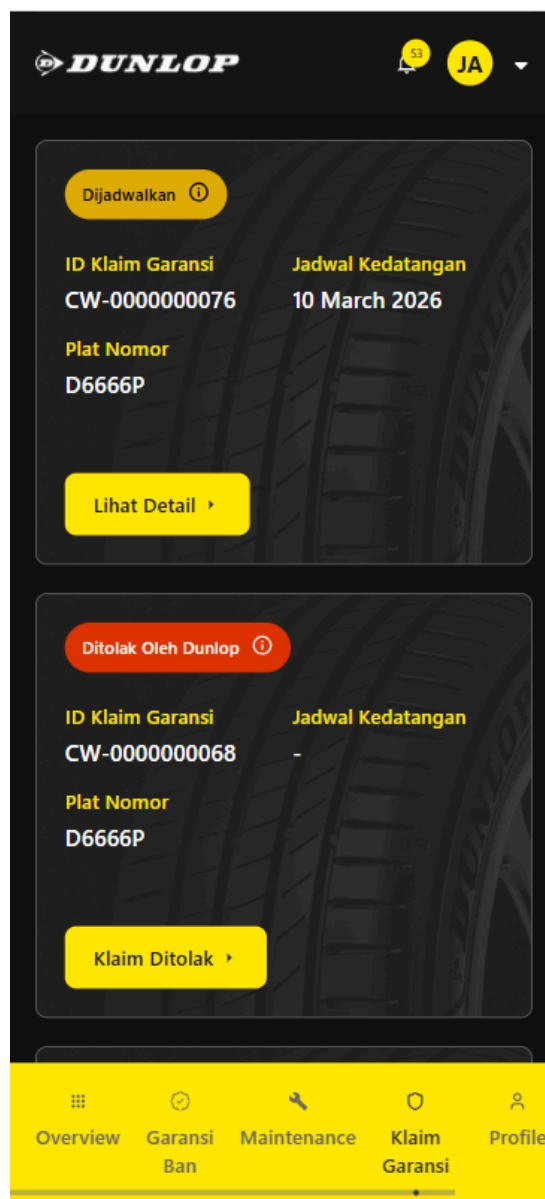 DUNLOP
53
JA
Dijadwalkan
ID Klaim Garansi
Jadwal Kedatangan
CW-0000000076
10 March 2026
Plat Nomor
D6666P
Lihat Detail
Ditolak Oleh Dunlop
ID Klaim Garansi
Jadwal Kedatangan
CW-0000000068
-
Plat Nomor
D6666P
Klaim Ditolak
Overview
Garansi
Ban
Maintenance
Klaim
Garansi
Profile